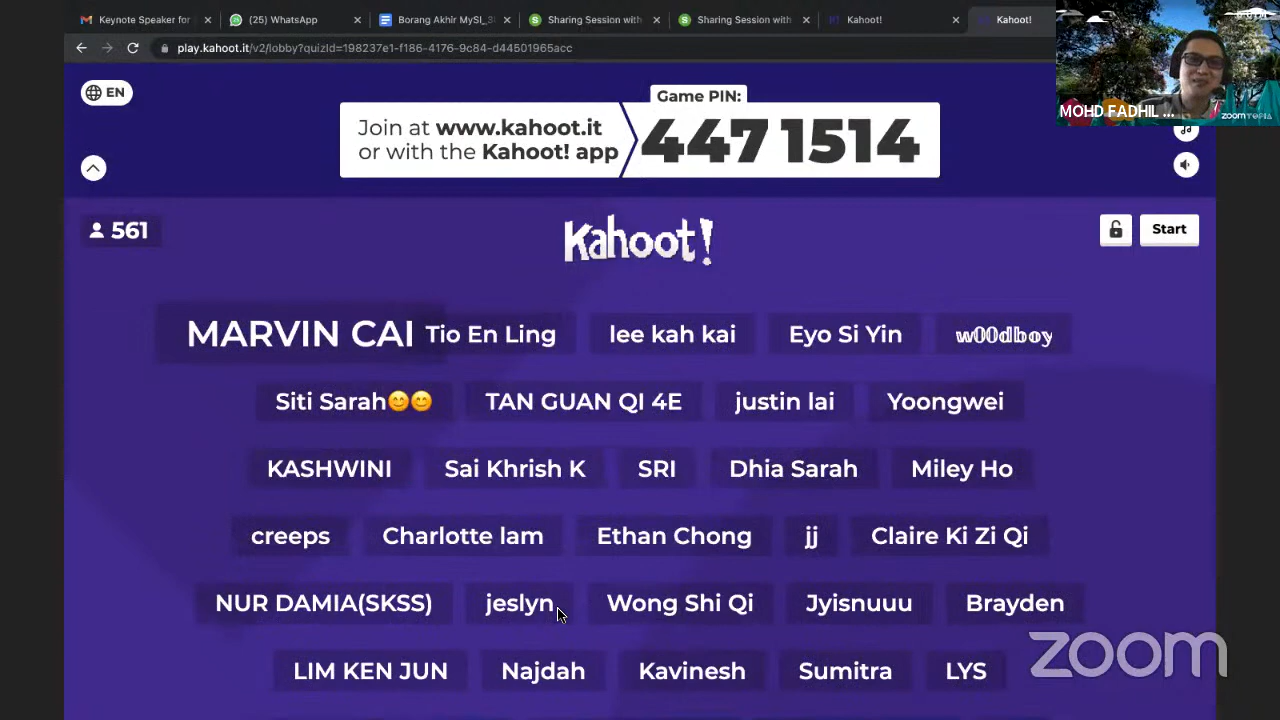 Keynote Speaker for
(25) WhatsApp
Borang Akhir MySI_3
Sharing Session with
Sharing Session with
Kahoot!
Kahoot!
play.kahoot.it/v2/lobby?quizId=198237e1-f186-4176-9c84-d44501965acc
MOHD FADHIL ...
ZOOMTOPIA
EN
Game PIN:
Join at www.kahoot.it
or with the Kahoot! app
447 1514
561
Kahoot!
Start
MARVIN CAI Tio En Ling lee kah kai Eyo Si Yin 𝕨𝟘𝟘𝕕𝕓𝕠𝕪
Siti Sarah😊😊 TAN GUAN QI 4E justin lai Yoongwei
KASHWINI Sai Khrish K SRI Dhia Sarah Miley Ho
creeps Charlotte lam Ethan Chong jj Claire Ki Zi Qi
NUR DAMIA(SKSS) jeslyn Wong Shi Qi Jyisnuuu Brayden
LIM KEN JUN Najdah Kavinesh Sumitra LYS
zoom